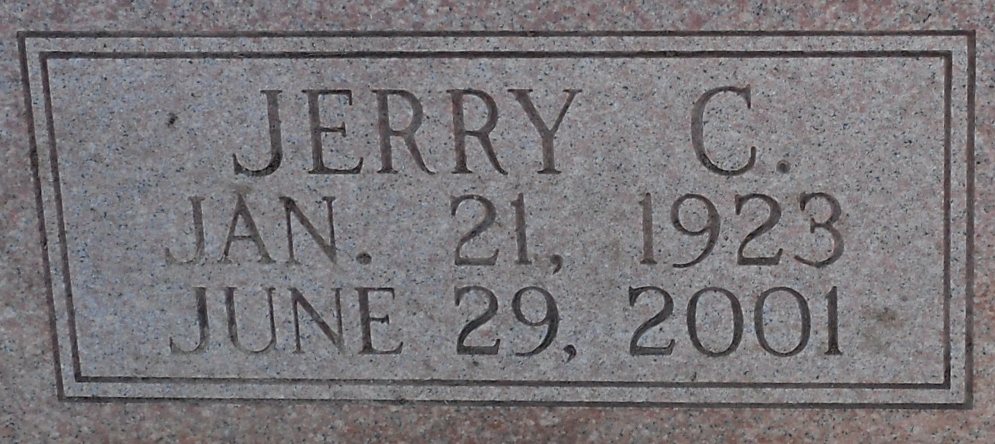 JERRY C.
JAN. 21, 1923
JUNE 29, 2001